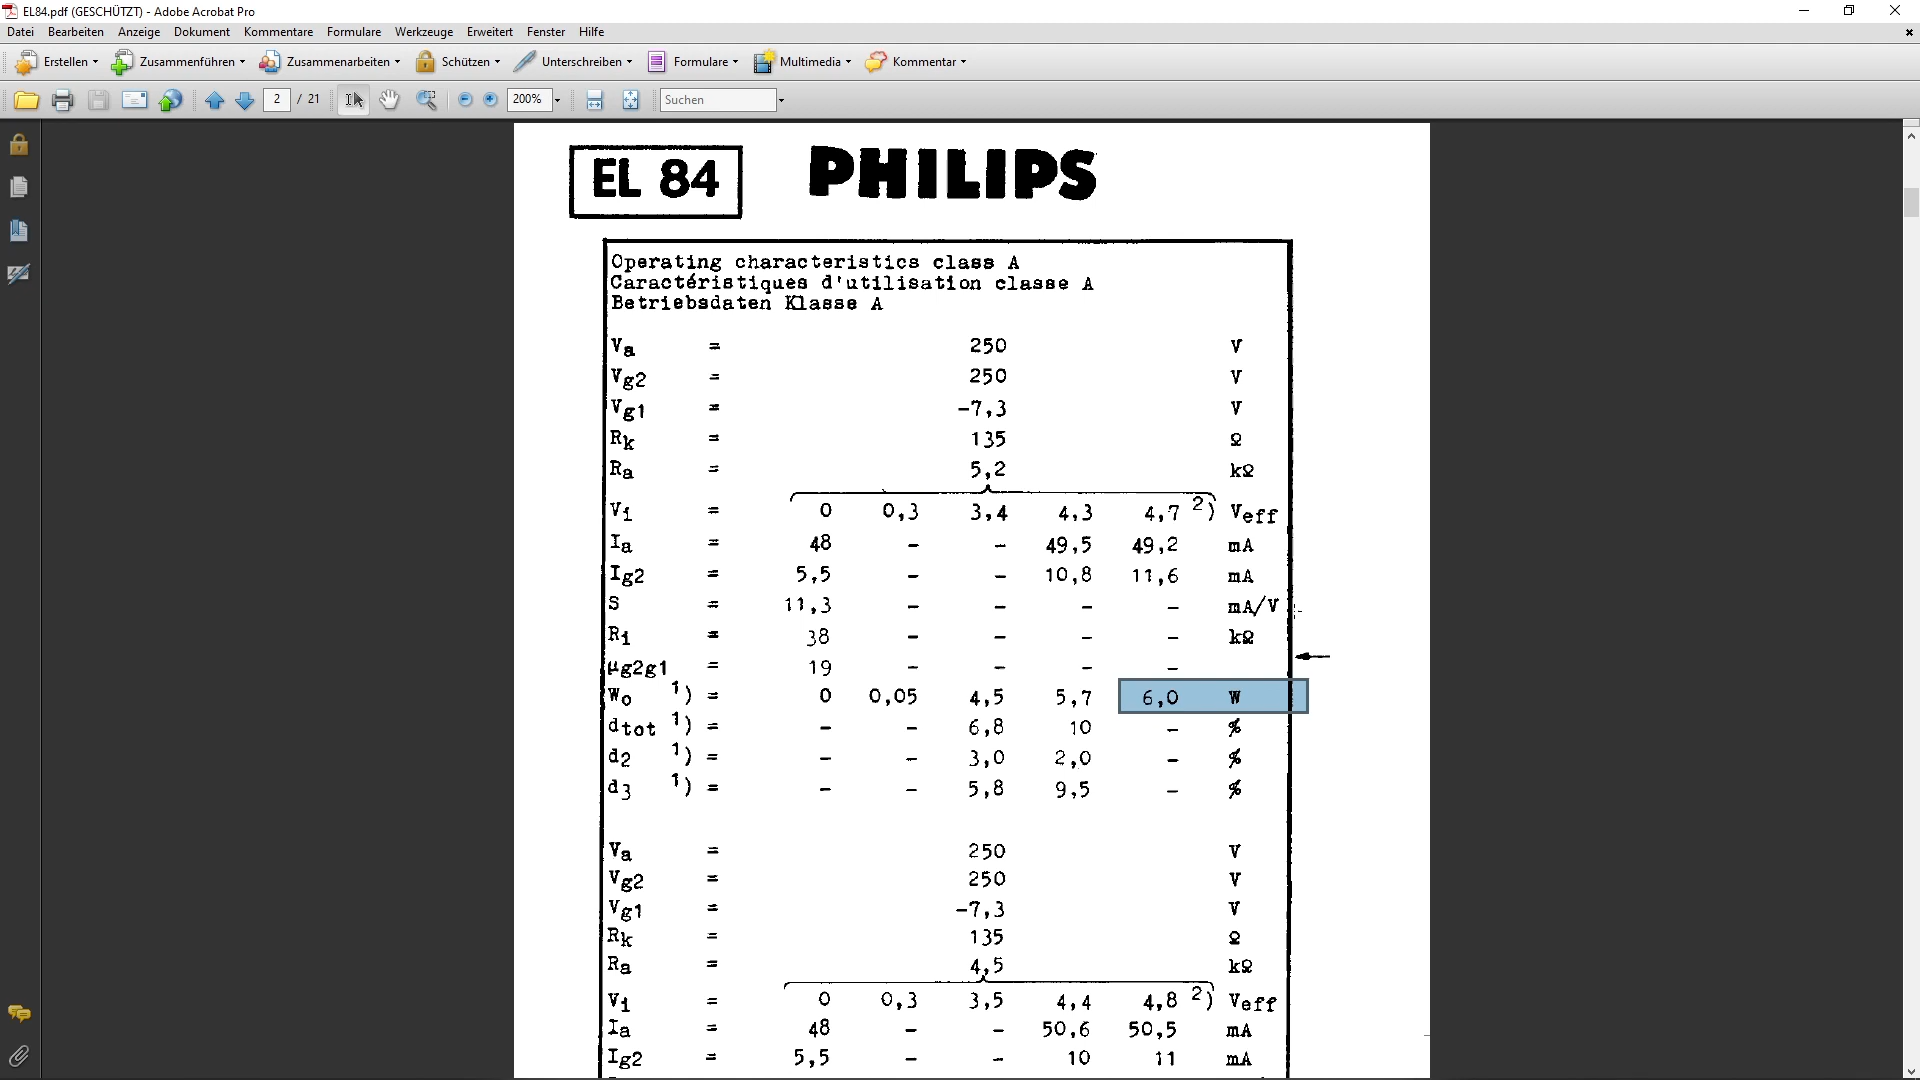 EL84.pdf (GESCHÜTZT) - Adobe Acrobat Pro
Datei Bearbeiten Anzeige Dokument Kommentare Formulare Werkzeuge Erweitert Fenster Hilfe
Erstellen Zusammenführen Zusammenarbeiten Schützen Unterschreiben Formulare Multimedia Kommentar
2 / 21 200% Suchen
EL 84 PHILIPS
Operating characteristics class A
Caractéristiques d'utilisation classe A
Betriebsdaten Klasse A
Va = 250 V
Vg2 = 250 V
Vg1 = -7,3 V
Rk = 135 Ω
Ra = 5,2 kΩ
Vi = 0 0,3 3,4 4,3 4,7 2) Veff
Ia = 48 - - 49,5 49,2 mA
Ig2 = 5,5 - - 10,8 11,6 mA
S = 11,3 - - - - mA/V
Ri = 38 - - - - kΩ
μg2g1 = 19 - - - -
Wo 1) = 0 0,05 4,5 5,7 6,0 W
dtot 1) = - - 6,8 10 - %
d2 1) = - - 3,0 2,0 - %
d3 1) = - - 5,8 9,5 - %
Va = 250 V
Vg2 = 250 V
Vg1 = -7,3 V
Rk = 135 Ω
Ra = 4,5 kΩ
Vi = 0 0,3 3,5 4,4 4,8 2) Veff
Ia = 48 - - 50,6 50,5 mA
Ig2 = 5,5 - - 10 11 mA